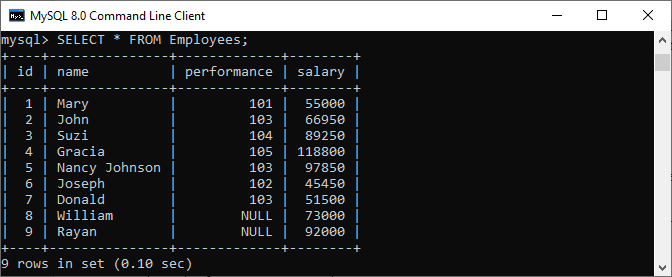 MySQL 8.0 Command Line Client
mysql> SELECT * FROM Employees;
+----+---------------+-------------+--------+
| id | name          | performance | salary |
+----+---------------+-------------+--------+
|  1 | Mary          |         101 |  55000 |
|  2 | John          |         103 |  66950 |
|  3 | Suzi          |         104 |  89250 |
|  4 | Gracia        |         105 | 118800 |
|  5 | Nancy Johnson |         103 |  97850 |
|  6 | Joseph        |         102 |  45450 |
|  7 | Donald        |         103 |  51500 |
|  8 | William       |        NULL |  73000 |
|  9 | Rayan         |        NULL |  92000 |
+----+---------------+-------------+--------+
9 rows in set (0.10 sec)